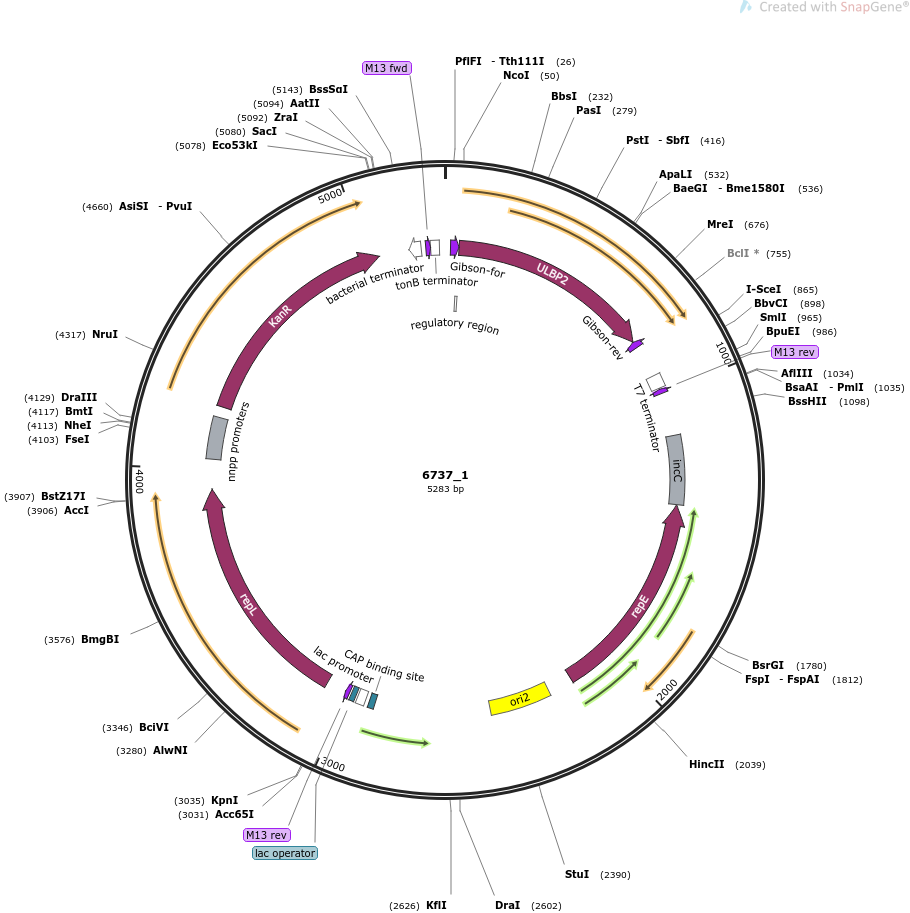 Created with SnapGene®
M13 fwd
PflFI - Tth111I (26)
NcoI (50)
BbsI (232)
PasI (279)
PstI - SbfI (416)
ApaLI (532)
BaeGI - Bme1580I (536)
MreI (676)
BclI * (755)
I-SceI (865)
BbvCI (898)
SmlI (965)
BpuEI (986)
M13 rev
AflIII (1034)
BsaAI - PmlI (1035)
BssHII (1098)
BsrGI (1780)
FspI - FspAI (1812)
HincII (2039)
StuI (2390)
DraI (2602)
(2626) KflI
lac operator
M13 rev
(3031) Acc65I
(3035) KpnI
(3280) AlwNI
(3346) BciVI
(3576) BmgBI
(3906) AccI
(3907) BstZ17I
(4103) FseI
(4113) NheI
(4117) BmtI
(4129) DraIII
(4317) NruI
(4660) AsiSI - PvuI
(5078) Eco53kI
(5080) SacI
(5092) ZraI
(5094) AatII
(5143) BssSαI
1000
2000
3000
4000
5000
ULBP2
Gibson-for
Gibson-rev
T7 terminator
incC
repE
ori2
CAP binding site
lac promoter
repL
nnpp promoters
KanR
bacterial terminator
tonB terminator
regulatory region
6737_1
5283 bp